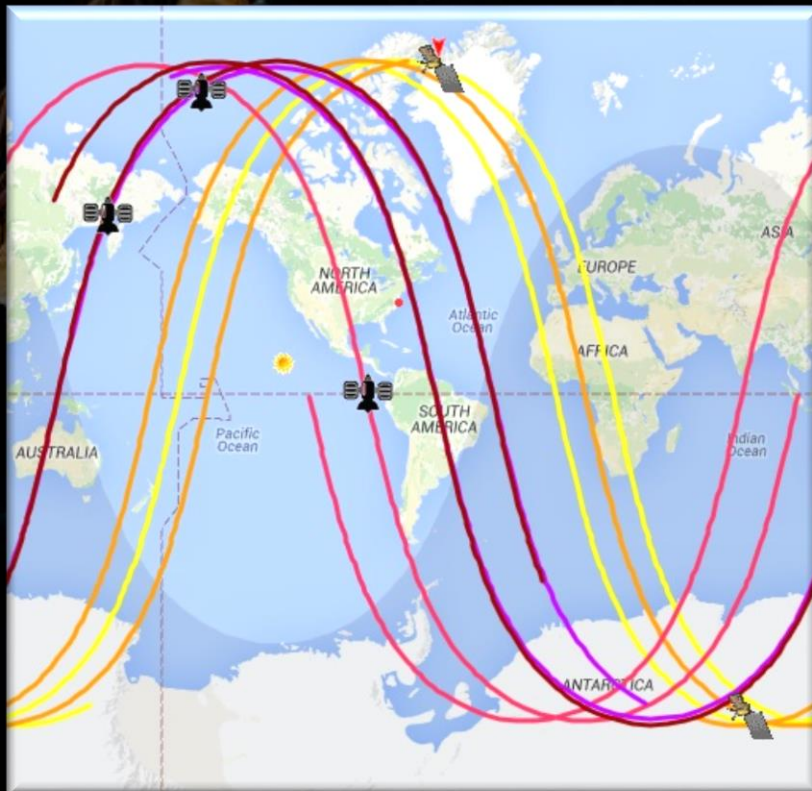 NORTH
AMERICA
Atlantic
Ocean
EUROPE
ASIA
AFRICA
SOUTH
AMERICA
Pacific
Ocean
Indian
Ocean
AUSTRALIA
ANTARCTICA